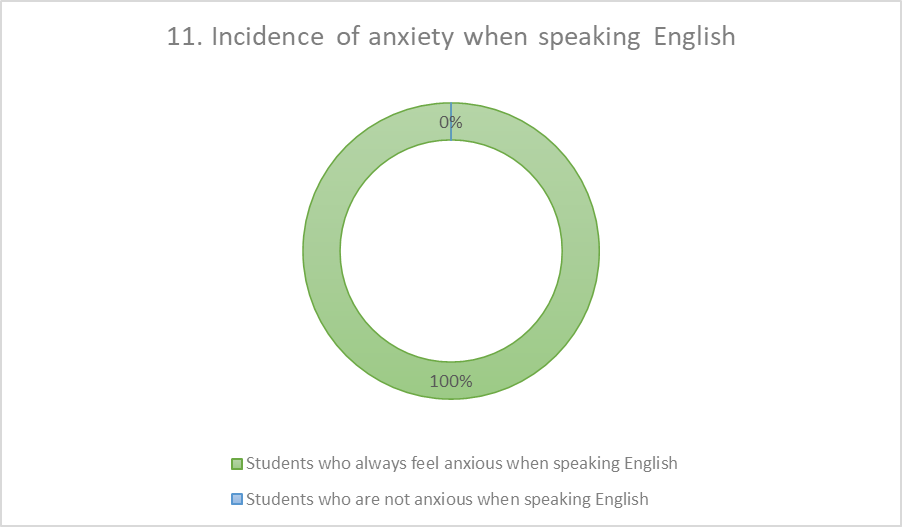 11. Incidence of anxiety when speaking English
0%
100%
Students who always feel anxious when speaking English
Students who are not anxious when speaking English